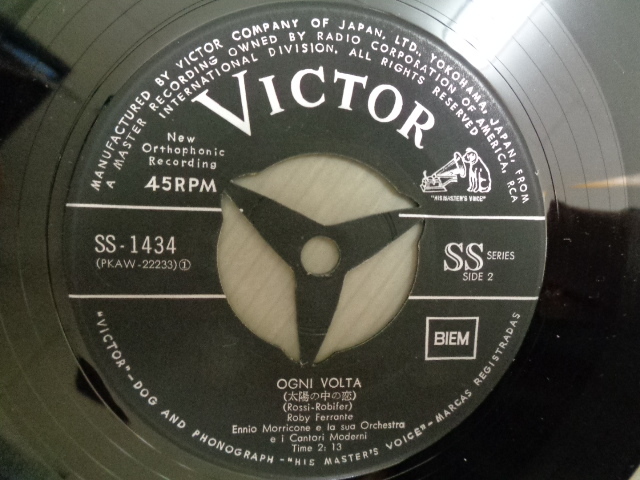 MANUFACTURED BY VICTOR COMPANY OF JAPAN, LTD., YOKOHAMA, JAPAN, FROM
A MASTER RECORDING OWNED BY RADIO CORPORATION OF AMERICA, RCA
INTERNATIONAL DIVISION, ALL RIGHTS RESERVED
VICTOR
New
Orthophonic
Recording
45RPM
"HIS MASTER'S VOICE"
SS-1434
(PKAW-22233)①
SS SERIES
SIDE 2
BIEM
OGNI VOLTA
(太陽の中の恋)
(Rossi-Robifer)
Roby Ferrante
Ennio Morricone e la sua Orchestra
e i Cantori Moderni
Time 2: 13
"VICTOR"-DOG AND PHONOGRAPH-"HIS MASTER'S VOICE"-MARCAS REGISTRADAS